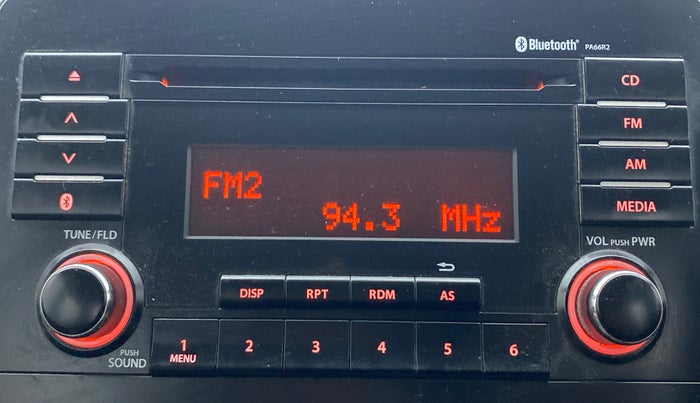 Bluetooth® PA66R2
CD
FM
AM
MEDIA
FM2
94.3 MHz
TUNE/FLD
VOL PUSH PWR
DISP RPT RDM AS
PUSH SOUND
1 MENU 2 3 4 5 6